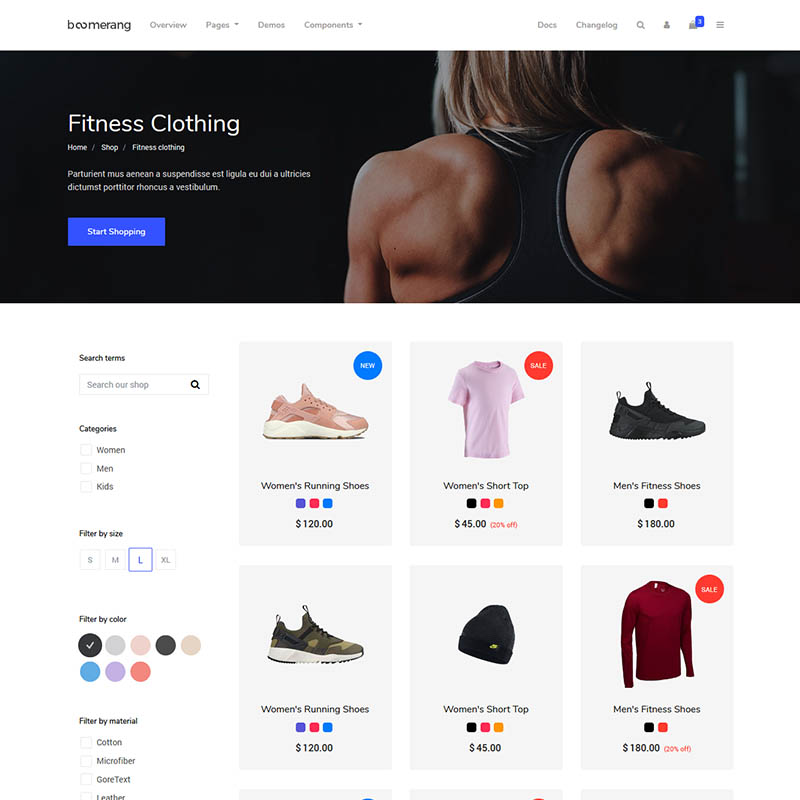 boomerang Overview Pages Demos Components Docs Changelog 3
Fitness Clothing
Home / Shop / Fitness clothing
Parturient mus aenean a suspendisse est ligula eu dui a ultricies
dictumst porttitor rhoncus a vestibulum.
Start Shopping
Search terms
Search our shop
Categories
Women
Men
Kids
Filter by size
S M L XL
Filter by color
Filter by material
Cotton
Microfiber
GoreText
Leather
NEW
Women's Running Shoes
$ 120.00
SALE
Women's Short Top
$ 45.00 (20% off)
Men's Fitness Shoes
$ 180.00
Women's Running Shoes
$ 120.00
Women's Short Top
$ 45.00
SALE
Men's Fitness Shoes
$ 180.00 (20% off)